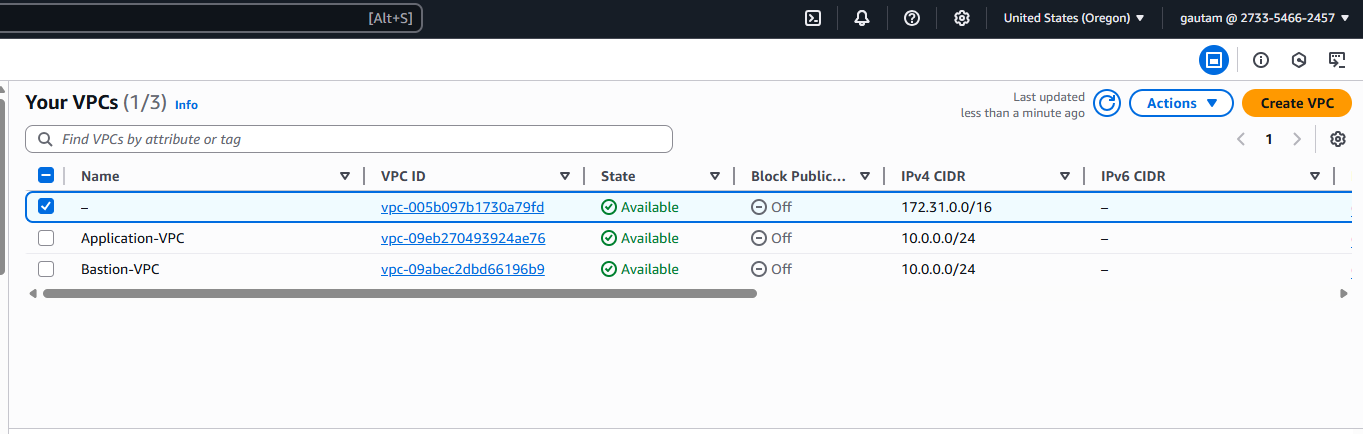 [Alt+S] United States (Oregon) gautam @ 2733-5466-2457
Your VPCs (1/3) Info Last updated less than a minute ago Actions Create VPC
Find VPCs by attribute or tag 1
Name VPC ID State Block Public... IPv4 CIDR IPv6 CIDR
– vpc-005b097b1730a79fd Available Off 172.31.0.0/16 –
Application-VPC vpc-09eb270493924ae76 Available Off 10.0.0.0/24 –
Bastion-VPC vpc-09abec2dbd66196b9 Available Off 10.0.0.0/24 –